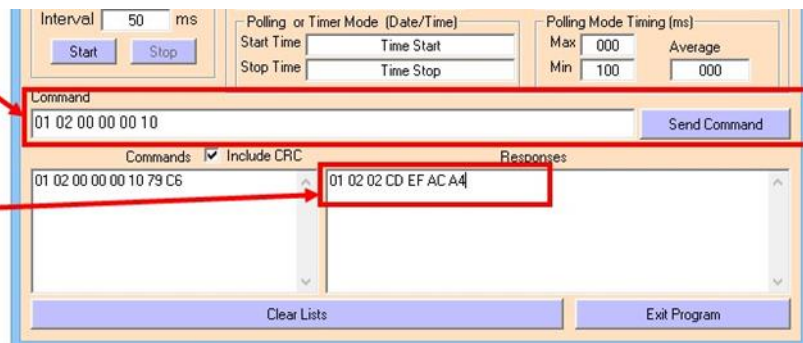 Interval 50 ms
Start Stop
Polling or Timer Mode (Date/Time)
Start Time Time Start
Stop Time Time Stop
Polling Mode Timing (ms)
Max 000 Average
Min 100 000
Command
01 02 00 00 00 10 Send Command
Commands Include CRC Responses
01 02 00 00 00 10 79 C6 01 02 02 CD EF AC A4
Clear Lists Exit Program